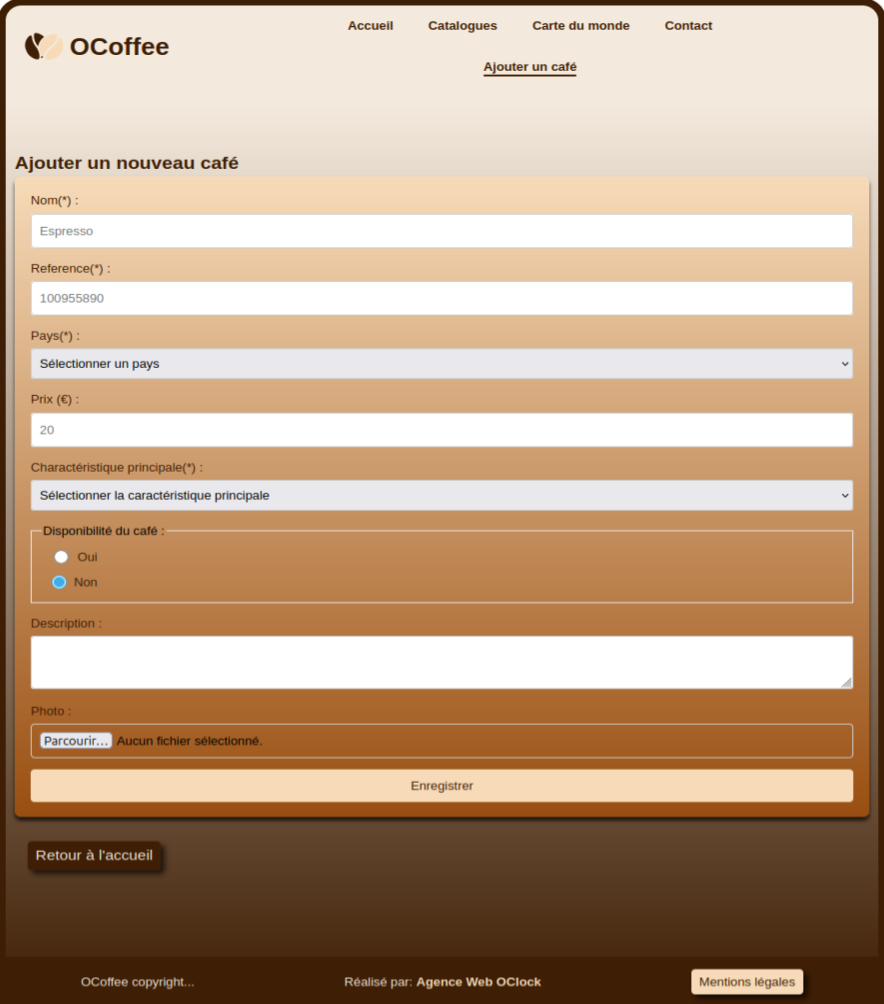 OCoffee
Accueil Catalogues Carte du monde Contact
Ajouter un café
Ajouter un nouveau café
Nom(*) :
Espresso
Reference(*) :
100955890
Pays(*) :
Sélectionner un pays
Prix (€) :
20
Charactéristique principale(*) :
Sélectionner la caractéristique principale
Disponibilité du café :
Oui
Non
Description :
Photo :
Parcourir... Aucun fichier sélectionné.
Enregistrer
Retour à l'accueil
OCoffee copyright... Réalisé par: Agence Web OClock Mentions légales